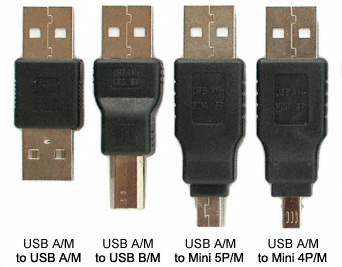 USB A/M
to USB A/M
USB A/M
to USB B/M
USB A/M
to Mini 5P/M
USB A/M
to Mini 4P/M